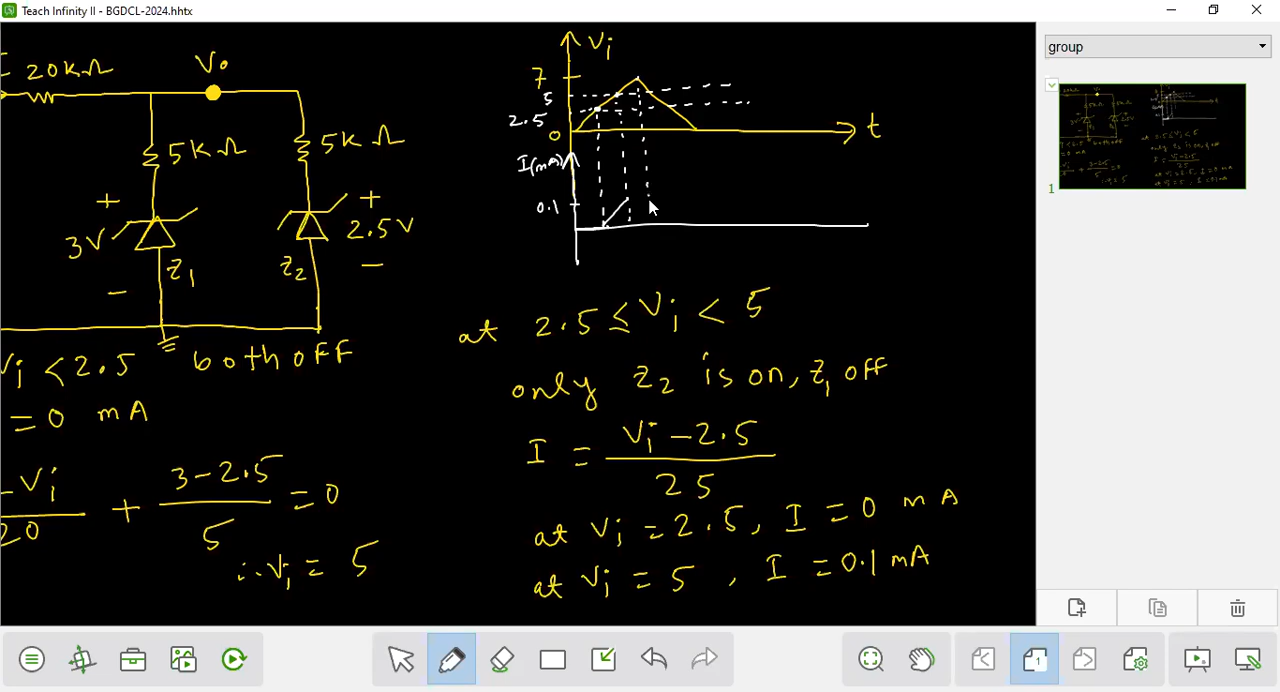 Teach Infinity II - BGDCL-2024.hhtx
group
1
20KΩ
Vo
5KΩ
5KΩ
+
3V
-
Z1
Z2
+
2.5V
-
Vi
7
5
2.5
0
t
I(mA)
0.1
Vi < 2.5 both off
= 0 mA
-Vi
20
+
3-2.5
5
= 0
∴Vi = 5
at 2.5 ≤ Vi < 5
only Z2 is on, Z1 off
I = Vi - 2.5
25
at Vi = 2.5, I = 0 mA
at Vi = 5, I = 0.1 mA
1